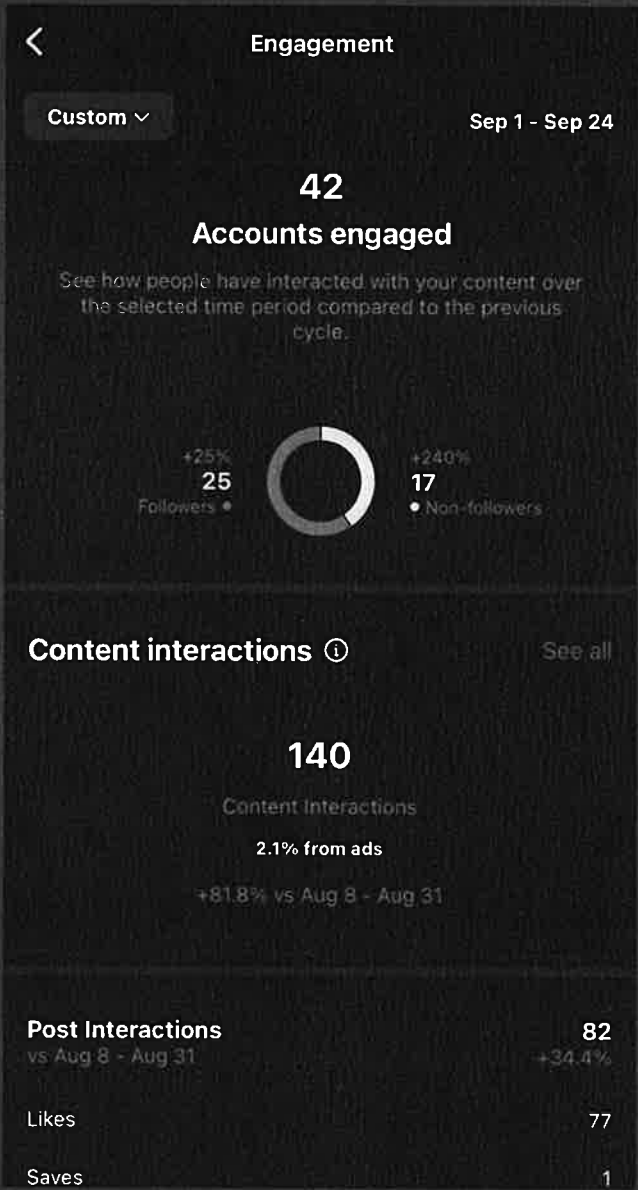 Engagement
Custom
Sep 1 - Sep 24
42
Accounts engaged
See how people have interacted with your content over
the selected time period compared to the previous
cycle.
+25%
25
Followers
+240%
17
Non-followers
Content interactions
See all
140
Content Interactions
2.1% from ads
+81.8% vs Aug 8 - Aug 31
Post Interactions
82
vs Aug 8 - Aug 31
+34.4%
Likes
77
Saves
1